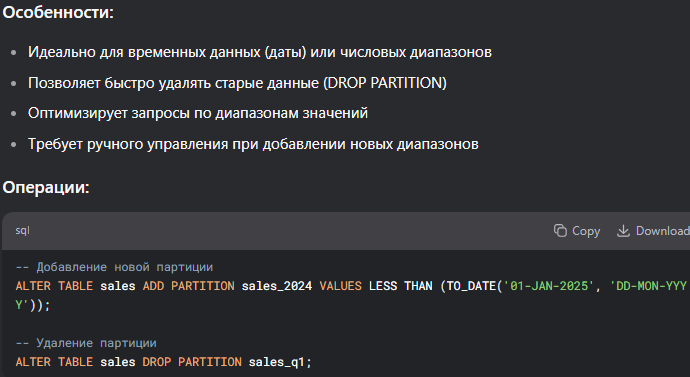 Особенности:
Идеально для временных данных (даты) или числовых диапазонов
Позволяет быстро удалять старые данные (DROP PARTITION)
Оптимизирует запросы по диапазонам значений
Требует ручного управления при добавлении новых диапазонов
Операции:
sql Copy Download
-- Добавление новой партиции
ALTER TABLE sales ADD PARTITION sales_2024 VALUES LESS THAN (TO_DATE('01-JAN-2025', 'DD-MON-YYY
Y'));
-- Удаление партиции
ALTER TABLE sales DROP PARTITION sales_q1;